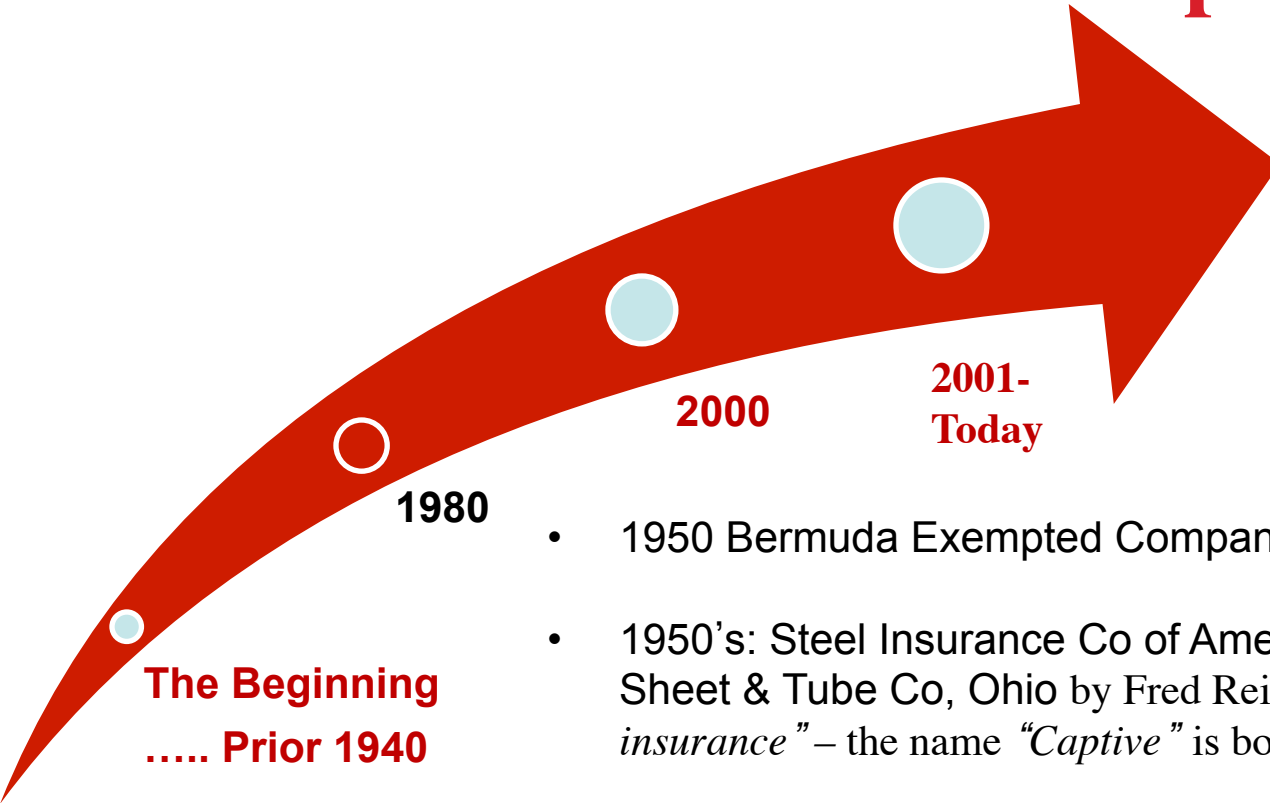 2001-
Today
2000
1980
• 1950 Bermuda Exempted Compan
• 1950's: Steel Insurance Co of Ame
Sheet & Tube Co, Ohio by Fred Rei
insurance” – the name “Captive” is bo
The Beginning
..... Prior 1940